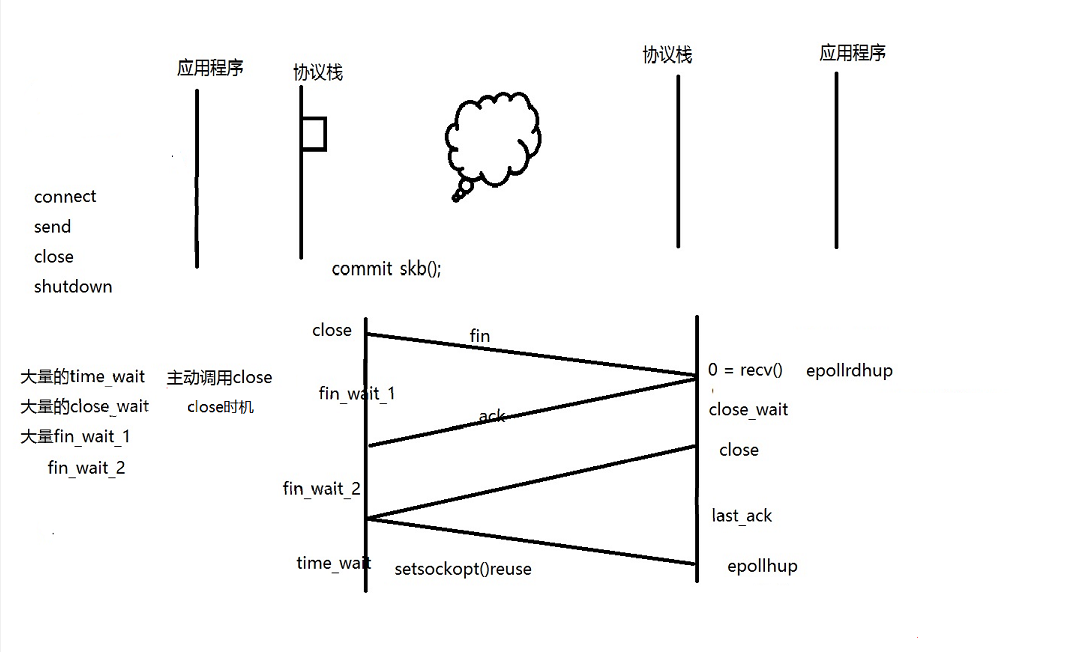 应用程序
协议栈
协议栈
应用程序
connect
send
close
shutdown
commit skb();
close
fin
0 = recv()
epollrdhup
大量的time_wait
主动调用close
fin_wait_1
大量的close_wait
close时机
ack
close_wait
大量fin_wait_1
close
fin_wait_2
fin_wait_2
last_ack
time_wait
setsockopt()reuse
epollhup